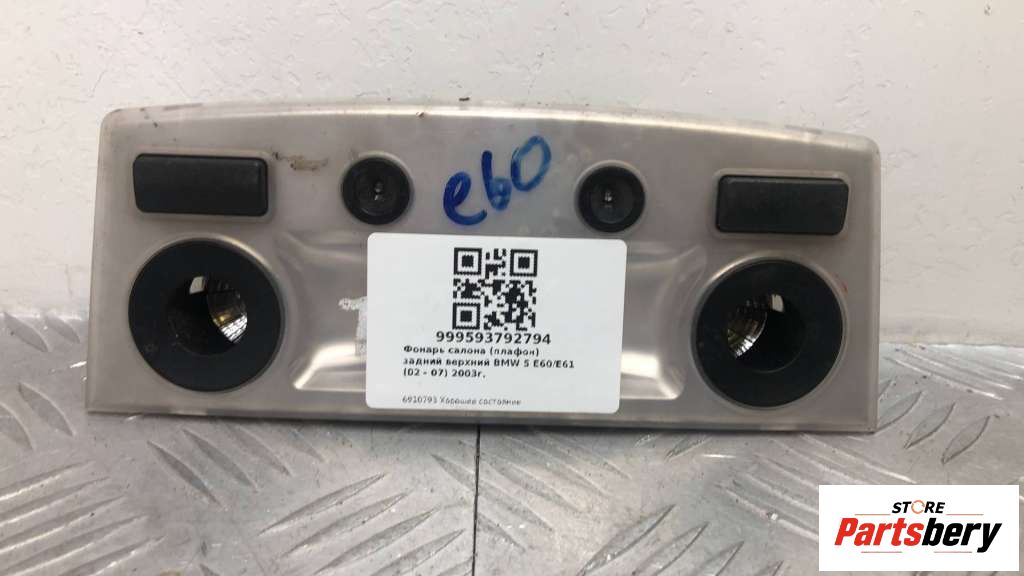 e60
999593792794
Фонарь салона (плафон)
задний верхний BMW 5 E60/E61
(02 - 07) 2003г.
6910793 Хорошее состояние
STORE
Partsbery